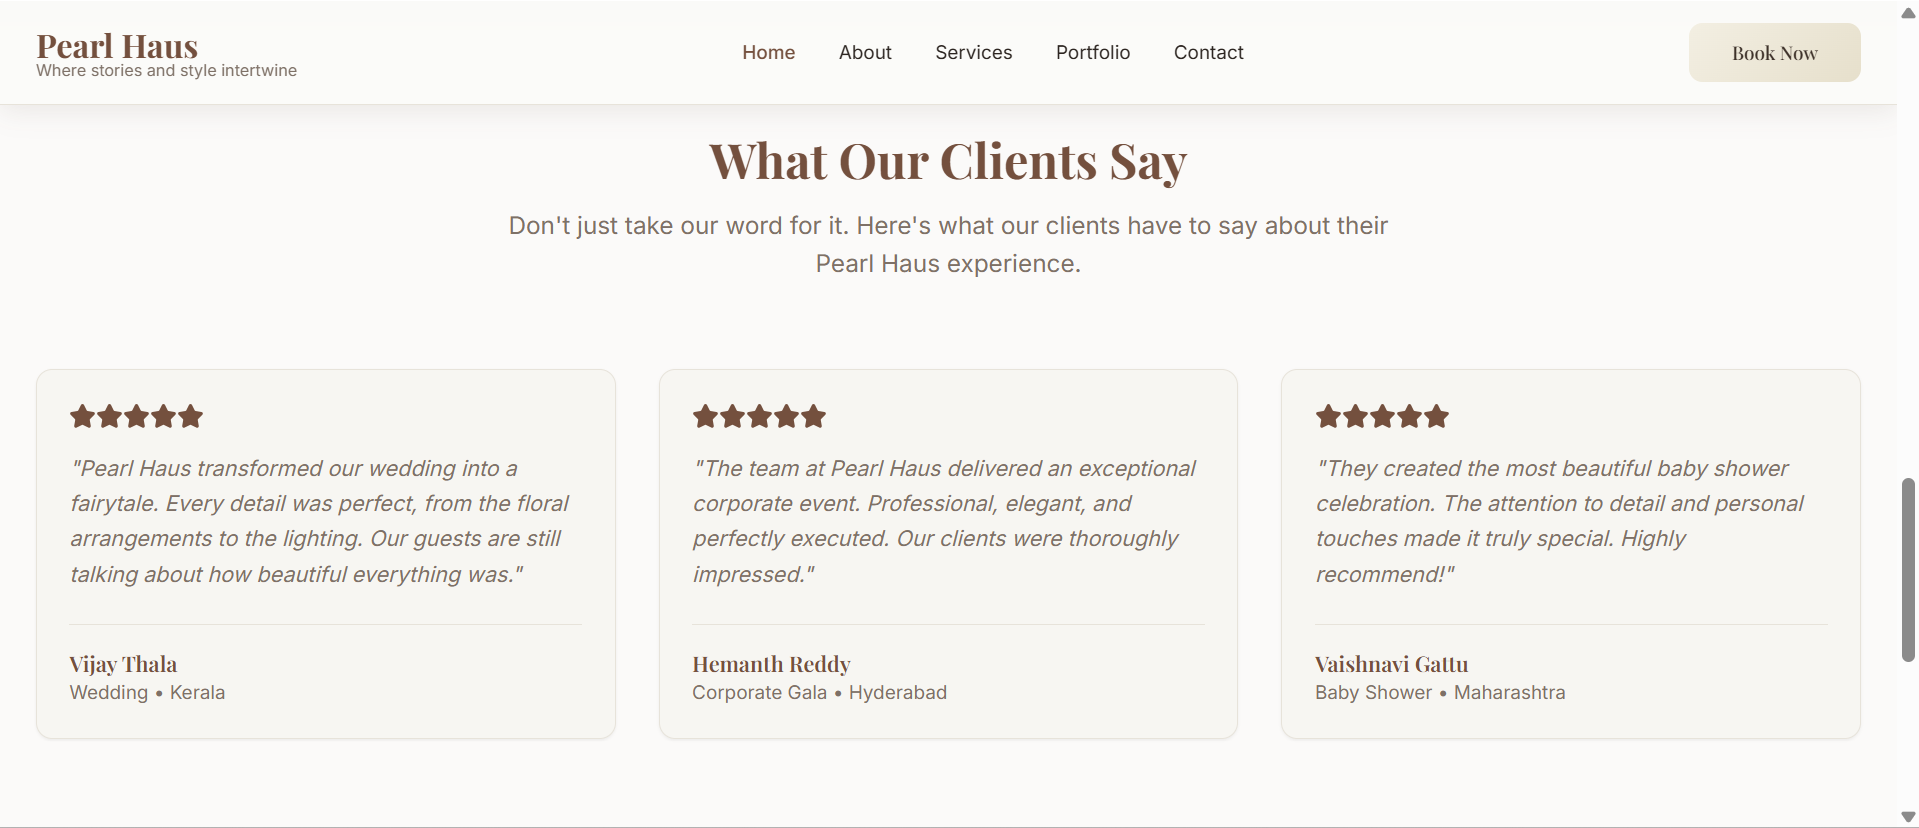 Pearl Haus
Where stories and style intertwine
Home
About
Services
Portfolio
Contact
Book Now
What Our Clients Say
Don't just take our word for it. Here's what our clients have to say about their
Pearl Haus experience.
"Pearl Haus transformed our wedding into a
fairytale. Every detail was perfect, from the floral
arrangements to the lighting. Our guests are still
talking about how beautiful everything was."
Vijay Thala
Wedding • Kerala
"The team at Pearl Haus delivered an exceptional
corporate event. Professional, elegant, and
perfectly executed. Our clients were thoroughly
impressed."
Hemanth Reddy
Corporate Gala • Hyderabad
"They created the most beautiful baby shower
celebration. The attention to detail and personal
touches made it truly special. Highly
recommend!"
Vaishnavi Gattu
Baby Shower • Maharashtra